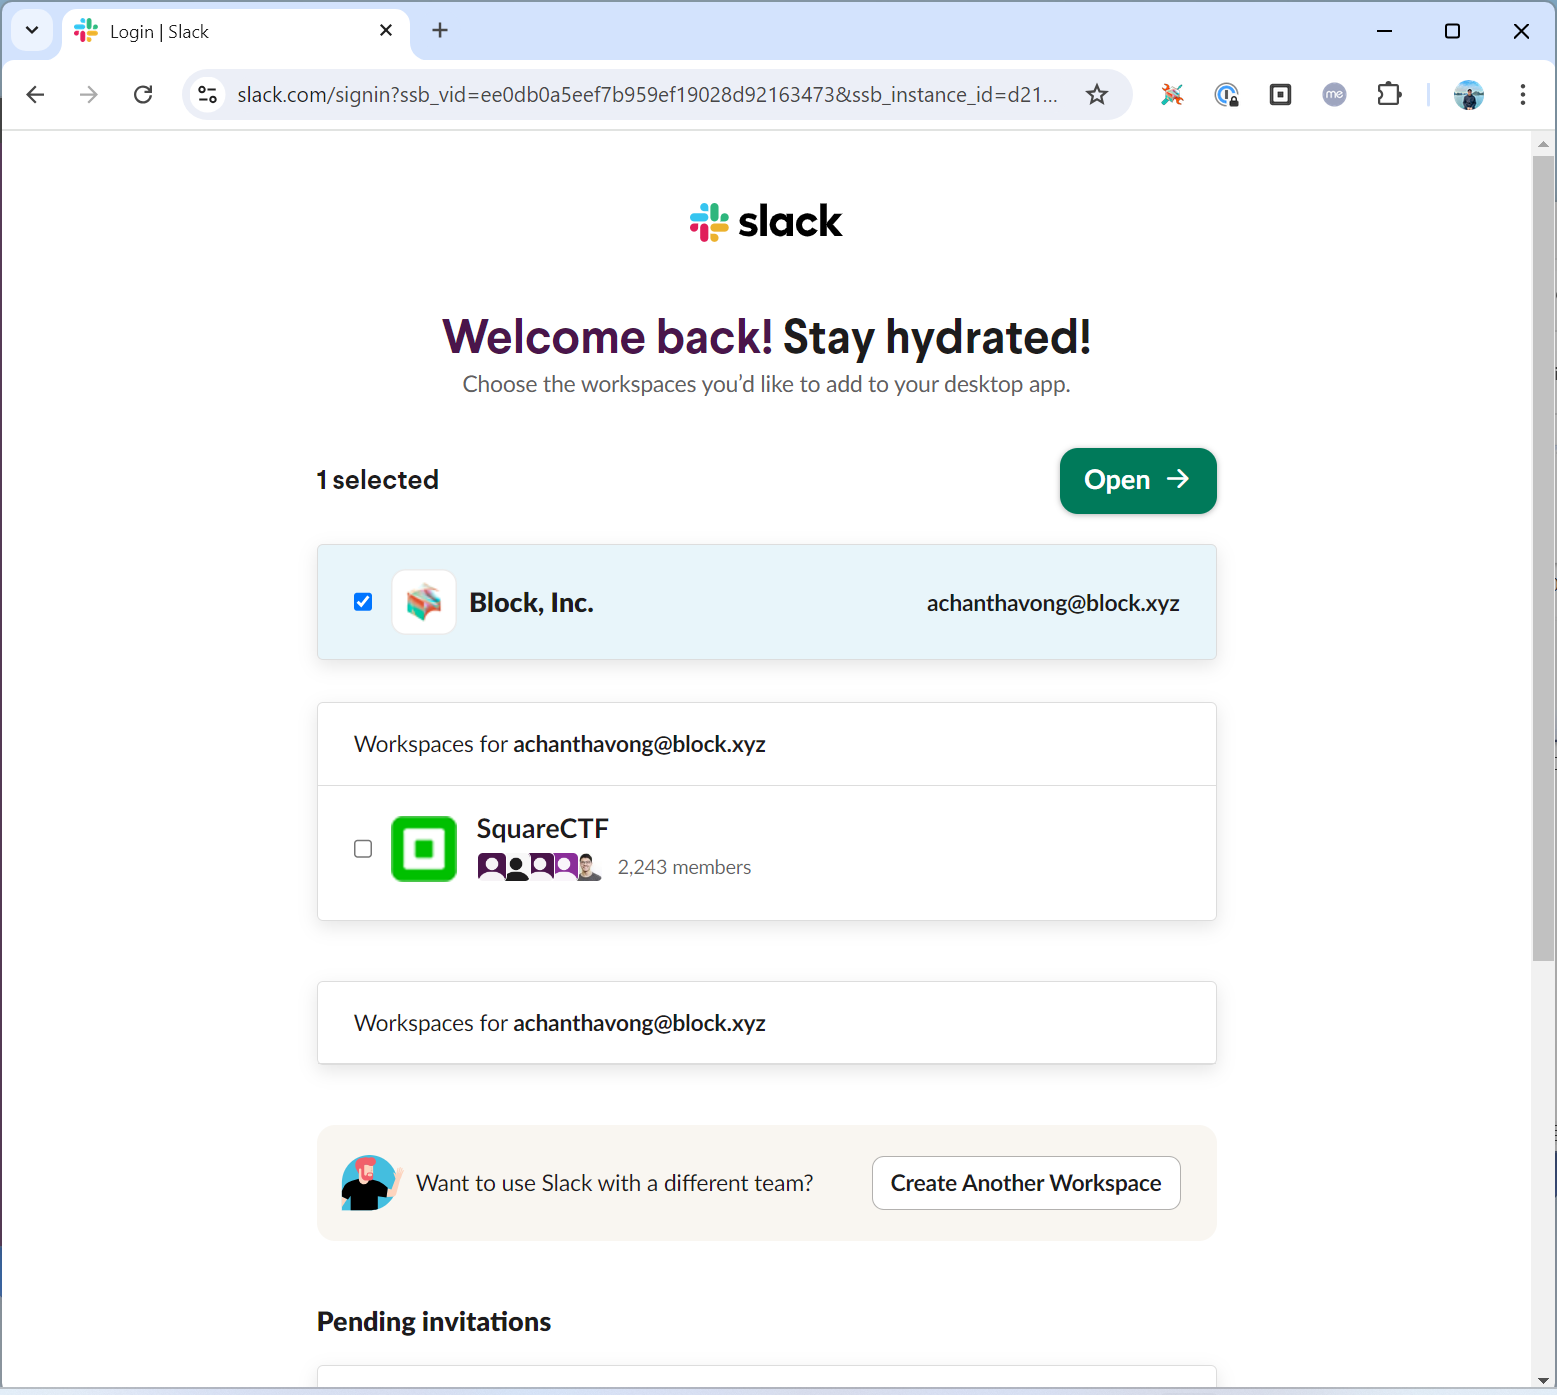 Login | Slack
slack.com/signin?ssb_vid=ee0db0a5eef7b959ef19028d92163473&ssb_instance_id=d21...
me
slack
Welcome back! Stay hydrated!
Choose the workspaces you’d like to add to your desktop app.
1 selected
Open
Block, Inc.
achanthavong@block.xyz
Workspaces for achanthavong@block.xyz
SquareCTF
2,243 members
Workspaces for achanthavong@block.xyz
Want to use Slack with a different team?
Create Another Workspace
Pending invitations